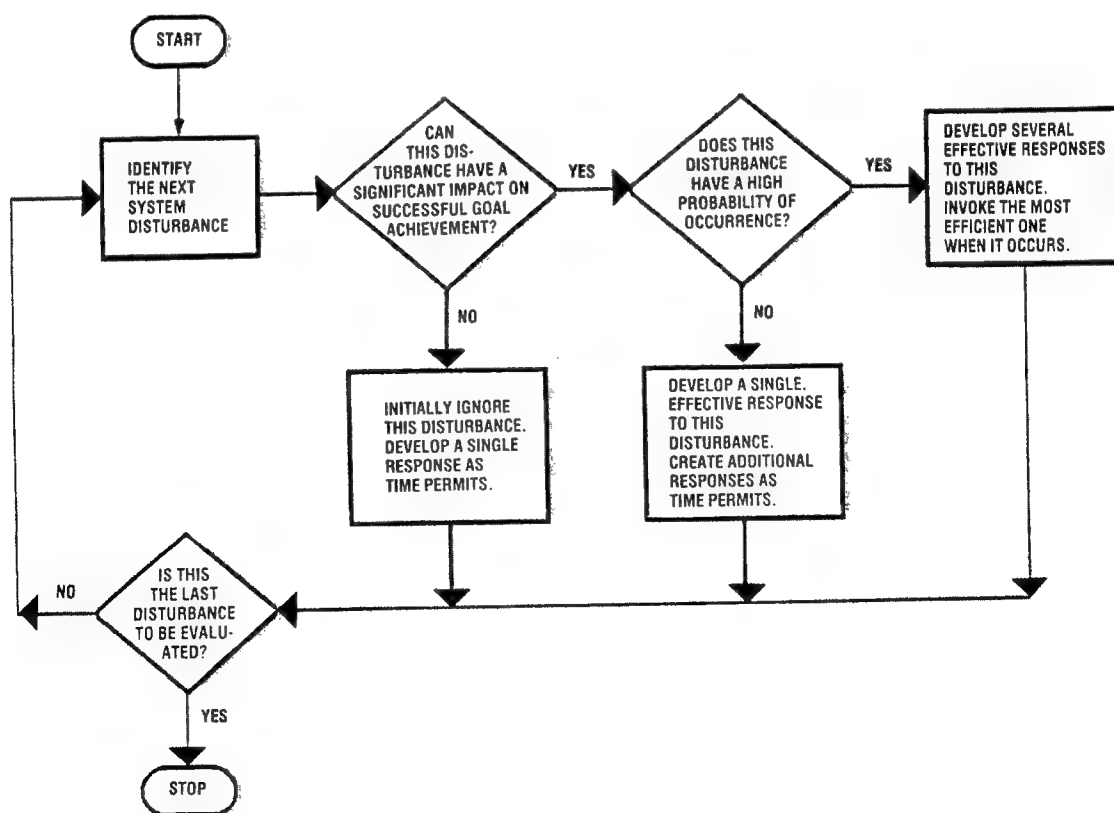 START
IDENTIFY
THE NEXT
SYSTEM
DISTURBANCE
CAN
THIS DIS-
TURBANCE HAVE A
SIGNIFICANT IMPACT ON
SUCCESSFUL GOAL
ACHIEVEMENT?
YES
DOES THIS
DISTURBANCE
HAVE A HIGH
PROBABILITY OF
OCCURRENCE?
YES
DEVELOP SEVERAL
EFFECTIVE RESPONSES
TO THIS
DISTURBANCE.
INVOKE THE MOST
EFFICIENT ONE
WHEN IT OCCURS.
NO
NO
INITIALLY IGNORE
THIS DISTURBANCE.
DEVELOP A SINGLE
RESPONSE AS
TIME PERMITS.
DEVELOP A SINGLE,
EFFECTIVE RESPONSE
TO THIS
DISTURBANCE.
CREATE ADDITIONAL
RESPONSES AS
TIME PERMITS.
NO
IS THIS
THE LAST
DISTURBANCE
TO BE EVALU-
ATED?
YES
STOP